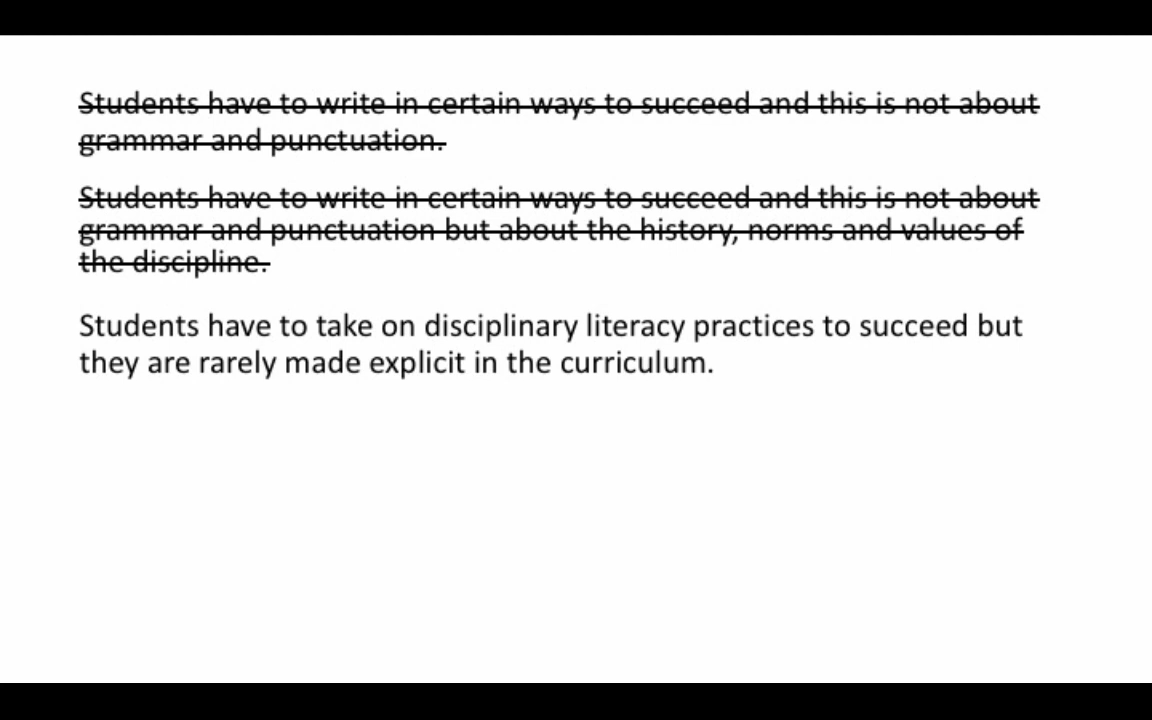 Students have to write in certain ways to succeed and this is not about
grammar and punctuation.
Students have to write in certain ways to succeed and this is not about
grammar and punctuation but about the history, norms and values of
the discipline.
Students have to take on disciplinary literacy practices to succeed but
they are rarely made explicit in the curriculum.